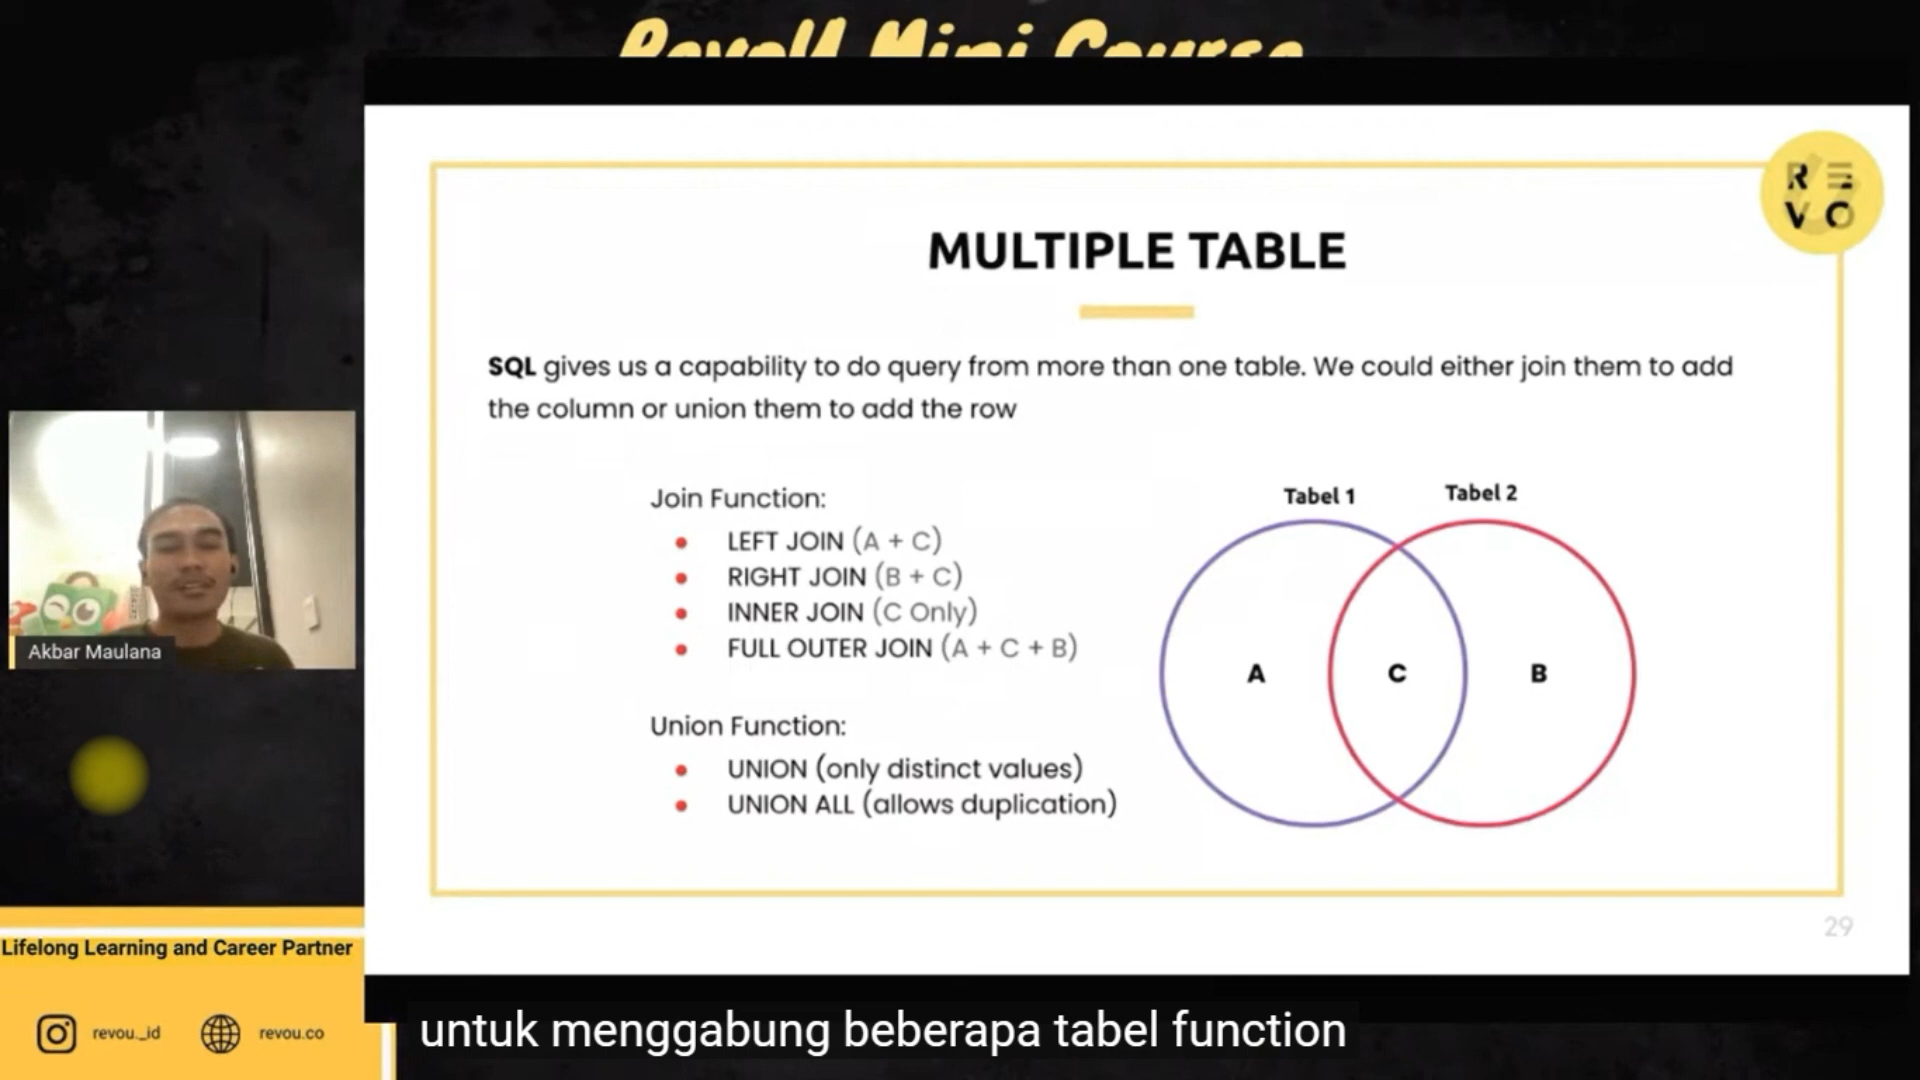 RevoU Mini Course
R E
V O
MULTIPLE TABLE
SQL gives us a capability to do query from more than one table. We could either join them to add
the column or union them to add the row
Join Function:
LEFT JOIN (A + C)
RIGHT JOIN (B + C)
INNER JOIN (C Only)
FULL OUTER JOIN (A + C + B)
Union Function:
UNION (only distinct values)
UNION ALL (allows duplication)
Tabel 1
Tabel 2
A
C
B
29
Akbar Maulana
Lifelong Learning and Career Partner
revou_id
revou.co
untuk menggabung beberapa tabel function